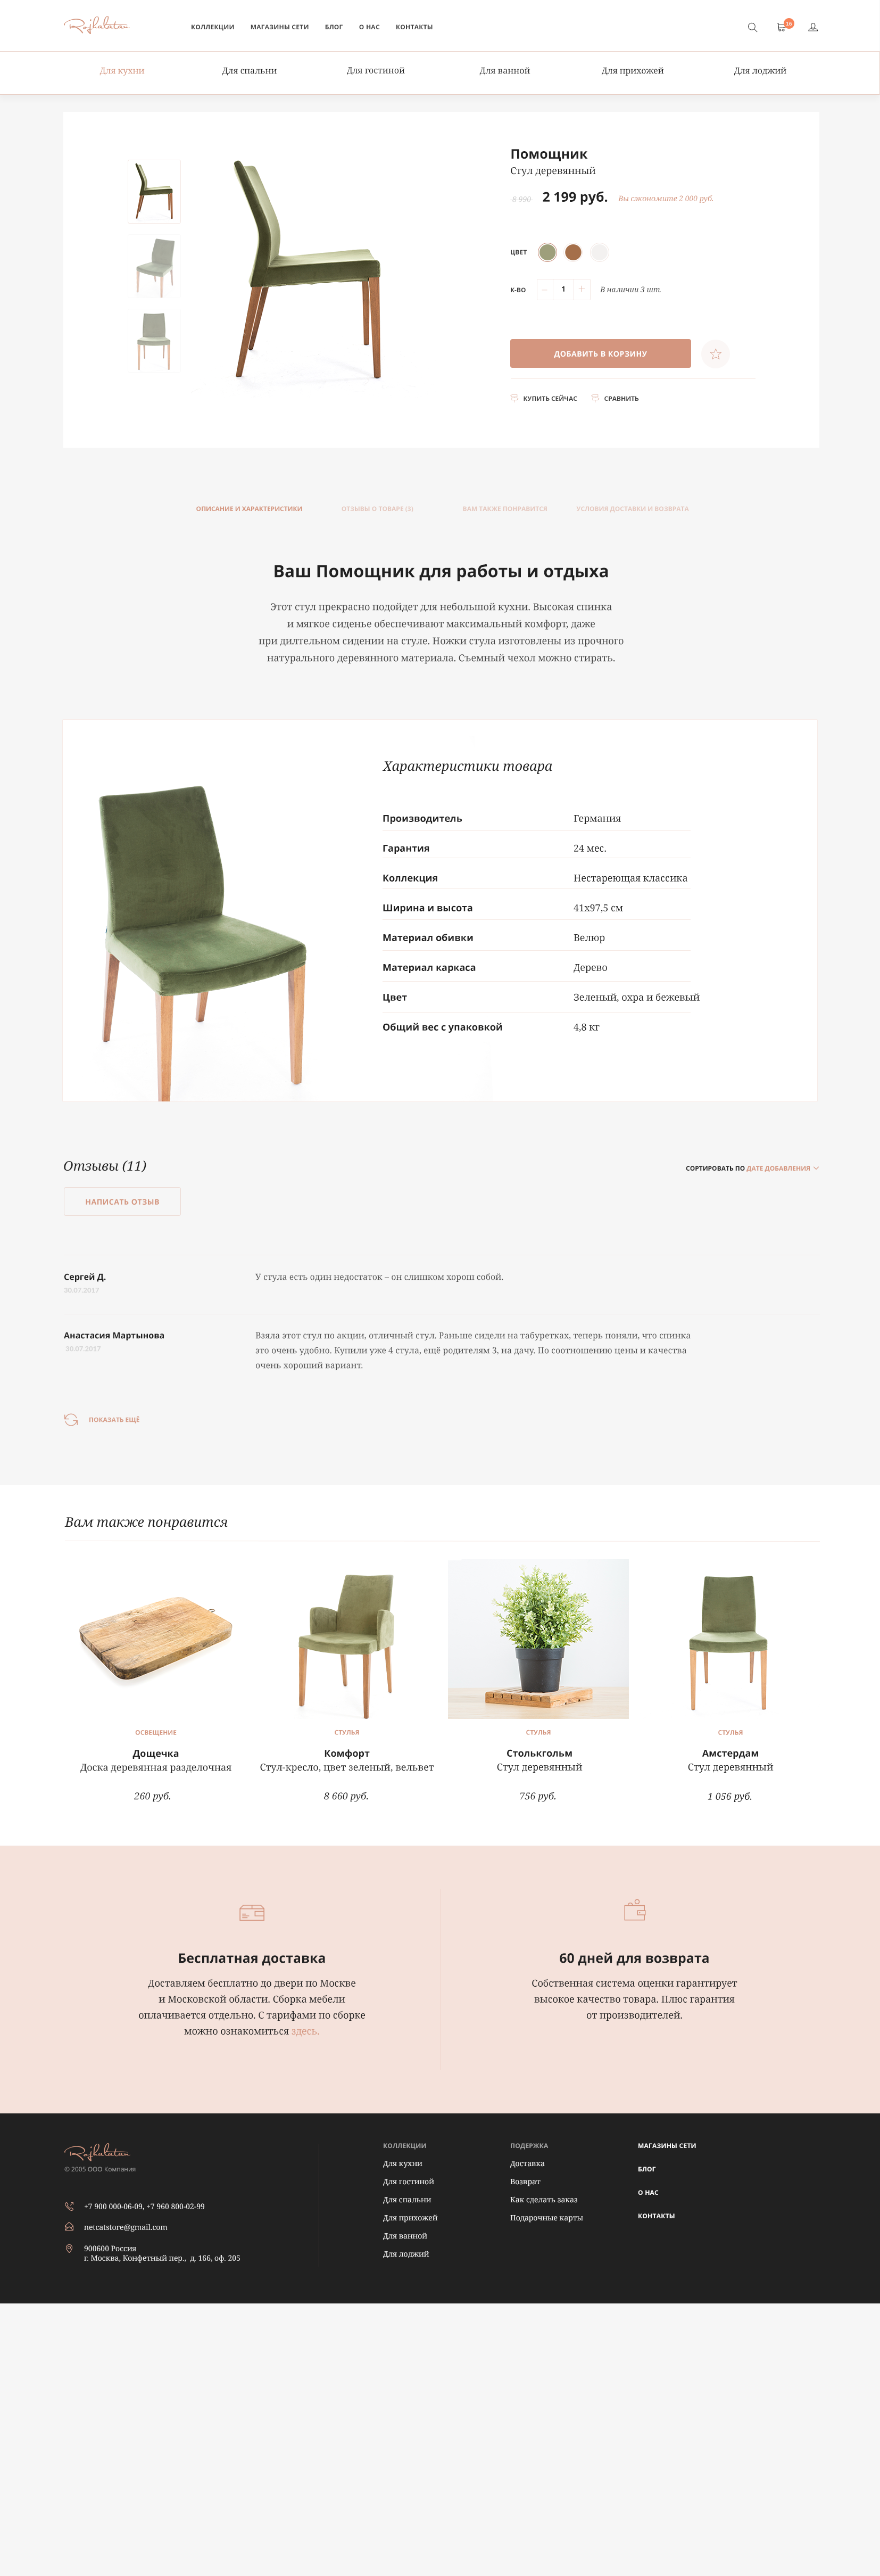 КОЛЛЕКЦИИ МАГАЗИНЫ СЕТИ БЛОГ О НАС КОНТАКТЫ
16
Для кухни Для спальни Для гостиной Для ванной Для прихожей Для лоджий
Помощник
Стул деревянный
2 199 руб. Вы сэкономите 2 000 руб.
ЦВЕТ
К-ВО – 1 + В наличии 3 шт.
ДОБАВИТЬ В КОРЗИНУ
КУПИТЬ СЕЙЧАС СРАВНИТЬ
ОПИСАНИЕ И ХАРАКТЕРИСТИКИ ОТЗЫВЫ О ТОВАРЕ (3) ВАМ ТАКЖЕ ПОНРАВИТСЯ УСЛОВИЯ ДОСТАВКИ И ВОЗВРАТА
Ваш Помощник для работы и отдыха
Этот стул прекрасно подойдет для небольшой кухни. Высокая спинка
и мягкое сиденье обеспечивают максимальный комфорт, даже
при дилтельном сидении на стуле. Ножки стула изготовлены из прочного
натурального деревянного материала. Съемный чехол можно стирать.
Характеристики товара
Производитель Германия
Гарантия 24 мес.
Коллекция Нестареющая классика
Ширина и высота 41х97,5 см
Материал обивки Велюр
Материал каркаса Дерево
Цвет Зеленый, охра и бежевый
Общий вес с упаковкой 4,8 кг
Отзывы (11)
СОРТИРОВАТЬ ПО ДАТЕ ДОБАВЛЕНИЯ
НАПИСАТЬ ОТЗЫВ
Сергей Д. У стула есть один недостаток – он слишком хорош собой.
30.07.2017
Анастасия Мартынова Взяла этот стул по акции, отличный стул. Раньше сидели на табуретках, теперь поняли, что спинка
30.07.2017 это очень удобно. Купили уже 4 стула, ещё родителям 3, на дачу. По соотношению цены и качества
очень хороший вариант.
ПОКАЗАТЬ ЕЩЁ
Вам также понравится
ОСВЕЩЕНИЕ СТУЛЬЯ СТУЛЬЯ СТУЛЬЯ
Дощечка Комфорт Столькгольм Амстердам
Доска деревянная разделочная Стул-кресло, цвет зеленый, вельвет Стул деревянный Стул деревянный
260 руб. 8 660 руб. 756 руб. 1 056 руб.
Бесплатная доставка
Доставляем бесплатно до двери по Москве
и Московской области. Сборка мебели
оплачивается отдельно. С тарифами по сборке
можно ознакомиться здесь.
60 дней для возврата
Собственная система оценки гарантирует
высокое качество товара. Плюс гарантия
от производителей.
© 2005 ООО Компания
+7 900 000-06-09, +7 960 800-02-99
netcatstore@gmail.com
900600 Россия
г. Москва, Конфетный пер., д. 166, оф. 205
КОЛЛЕКЦИИ
Для кухни
Для гостиной
Для спальни
Для прихожей
Для ванной
Для лоджий
ПОДЕРЖКА
Доставка
Возврат
Как сделать заказ
Подарочные карты
МАГАЗИНЫ СЕТИ
БЛОГ
О НАС
КОНТАКТЫ